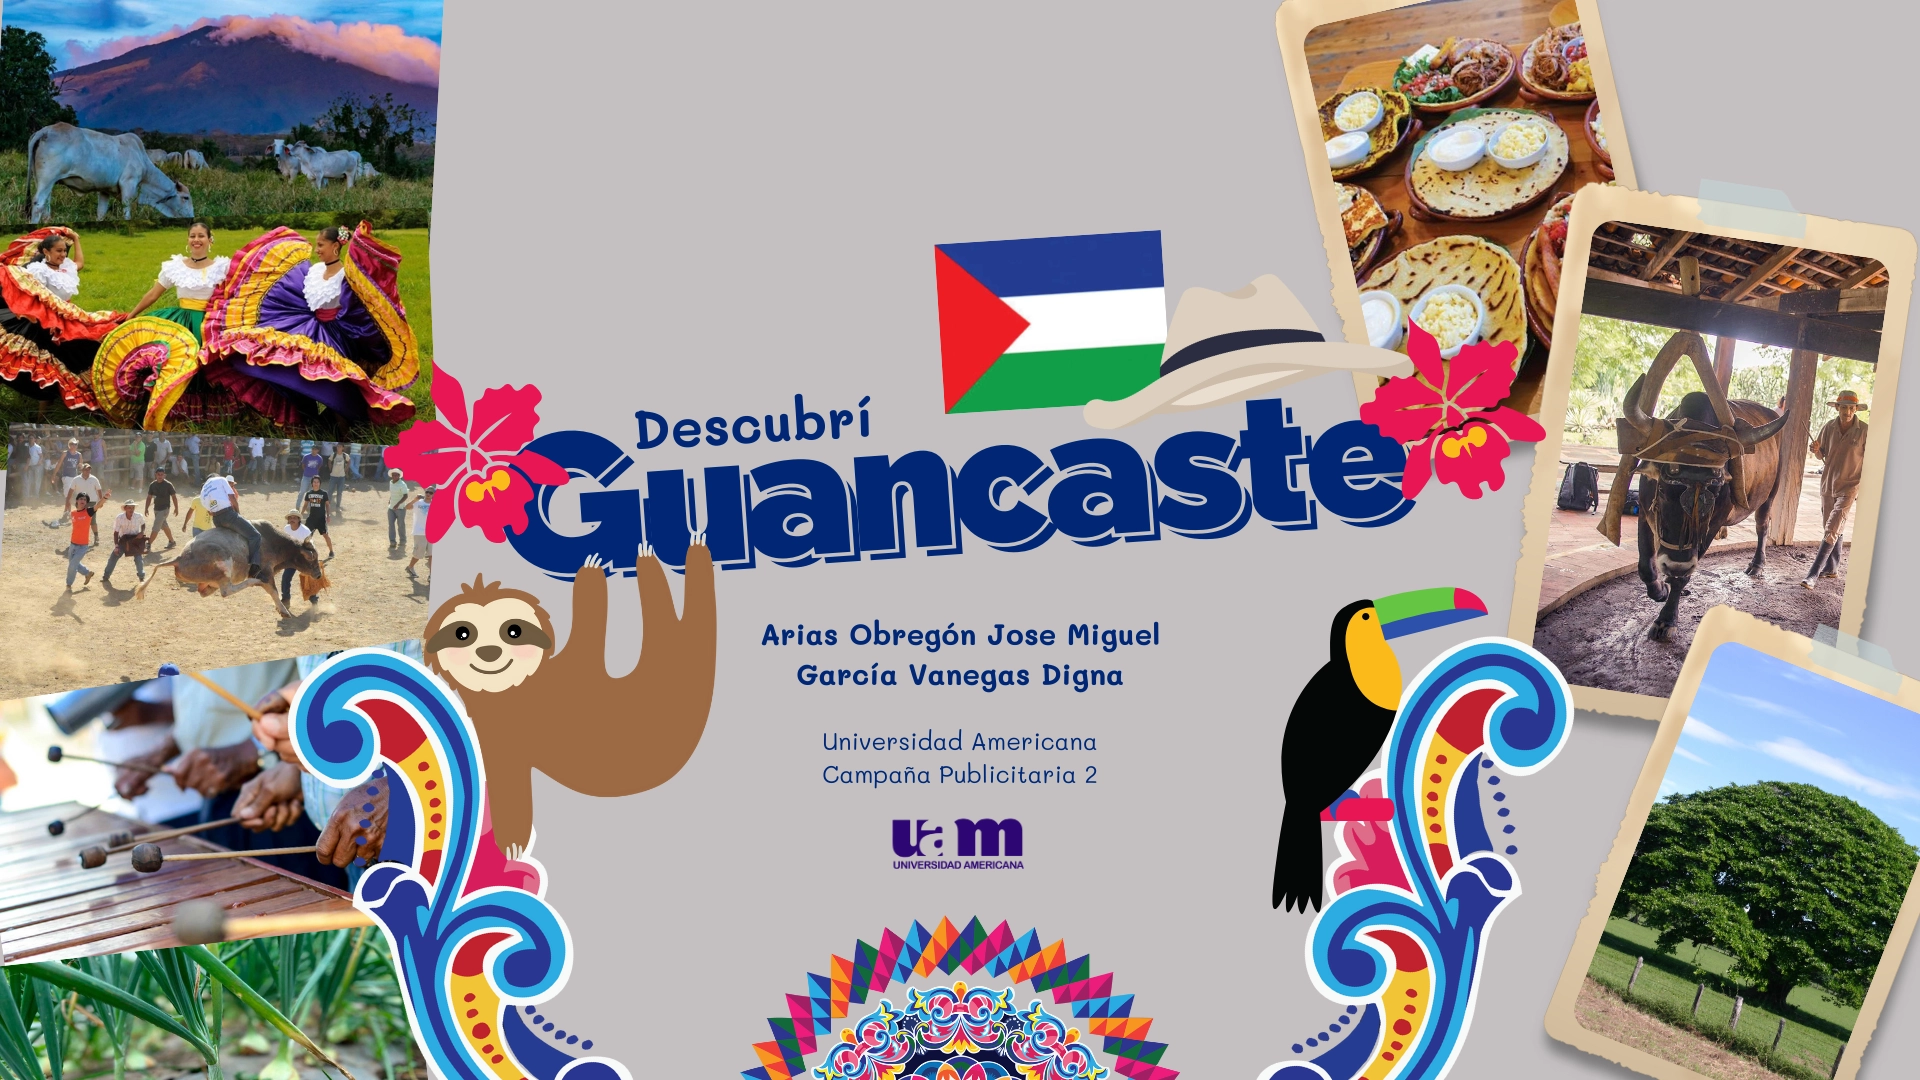 Descubrí
Guancaste
Arias Obregón Jose Miguel
García Vanegas Digna
Universidad Americana
Campaña Publicitaria 2
uam
UNIVERSIDAD AMERICANA